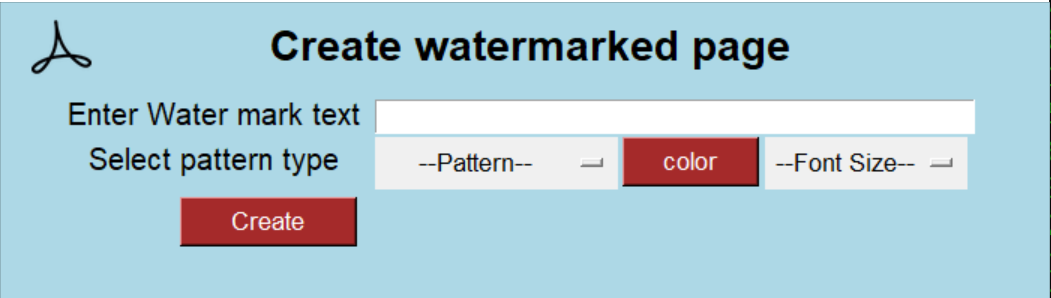 Create watermarked page
Enter Water mark text
Select pattern type --Pattern-- color --Font Size--
Create